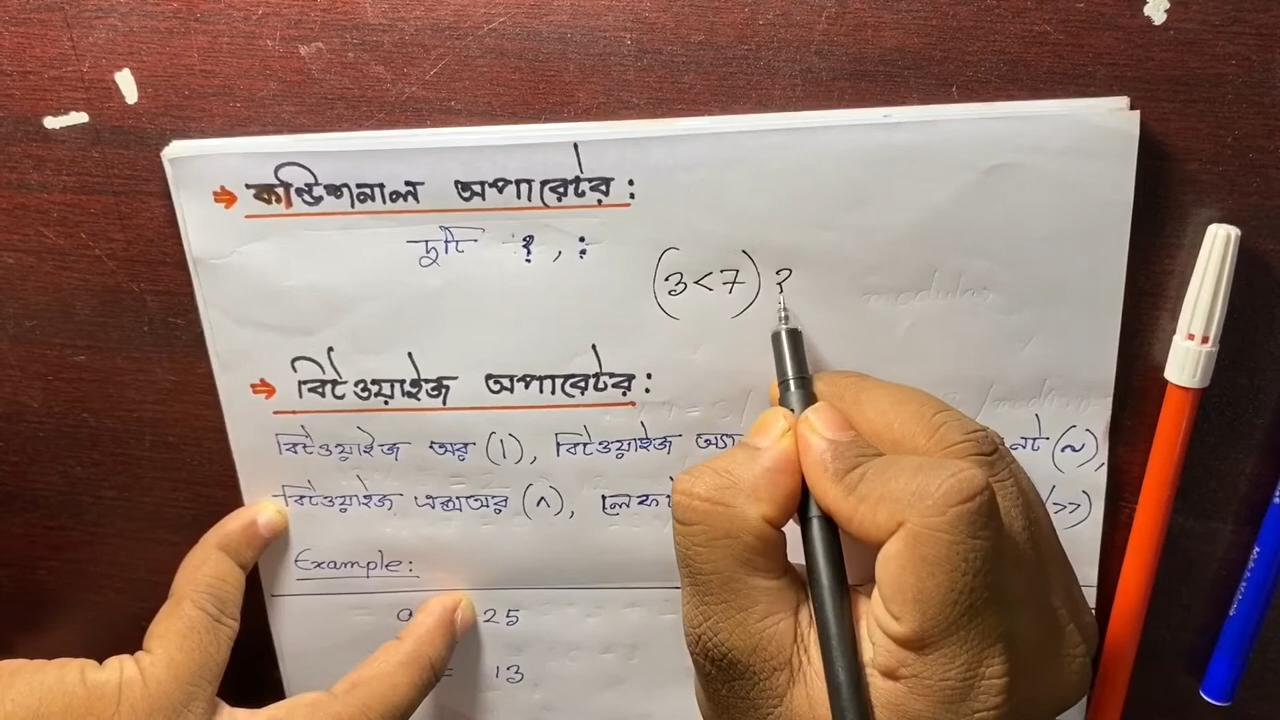 ⇒ কন্ডিশনাল অপারেটর:
দুটি ?, :
(3<7) ?
⇒ বিটওয়াইজ অপারেটর:
বিটওয়াইজ অর (|), বিটওয়াইজ (~),
বিটওয়াইজ এক্সঅর (^), />>)
Example:
a 25
= 13